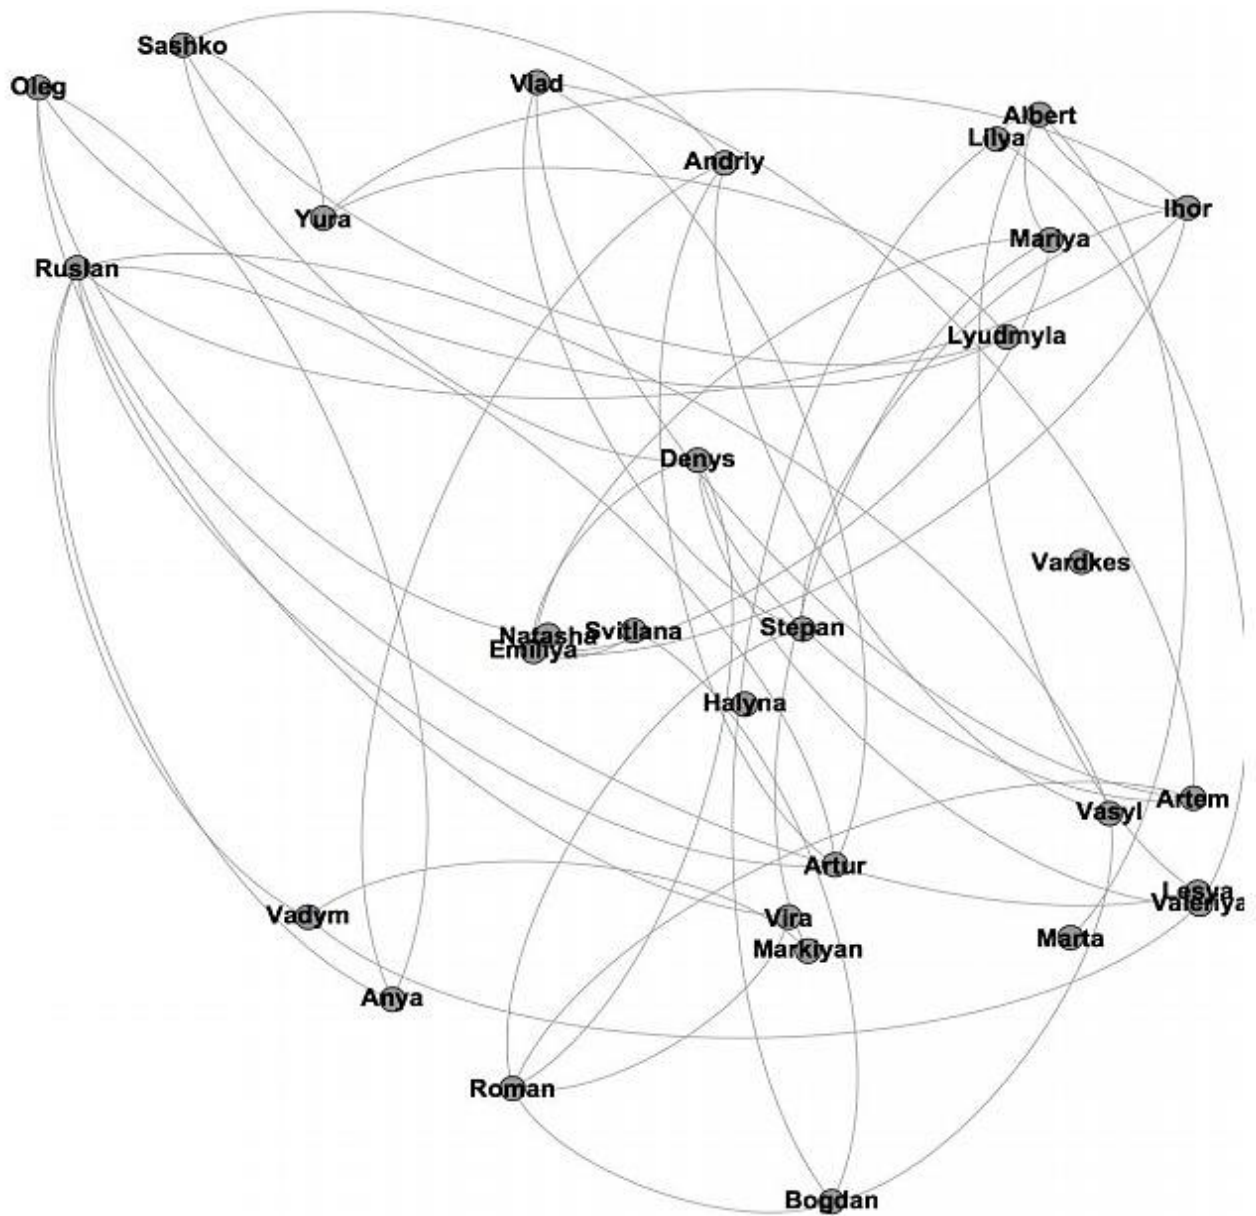 Sashko
Oleg
Vlad
Albert
Lilya
Andriy
Ihor
Yura
Mariya
Ruslan
Lyudmyla
Denys
Vardkes
Natasha
Svitlana
Stepan
Emiliya
Halyna
Artem
Vasyl
Artur
Lesya
Valeriya
Vadym
Vira
Marta
Markiyan
Anya
Roman
Bogdan